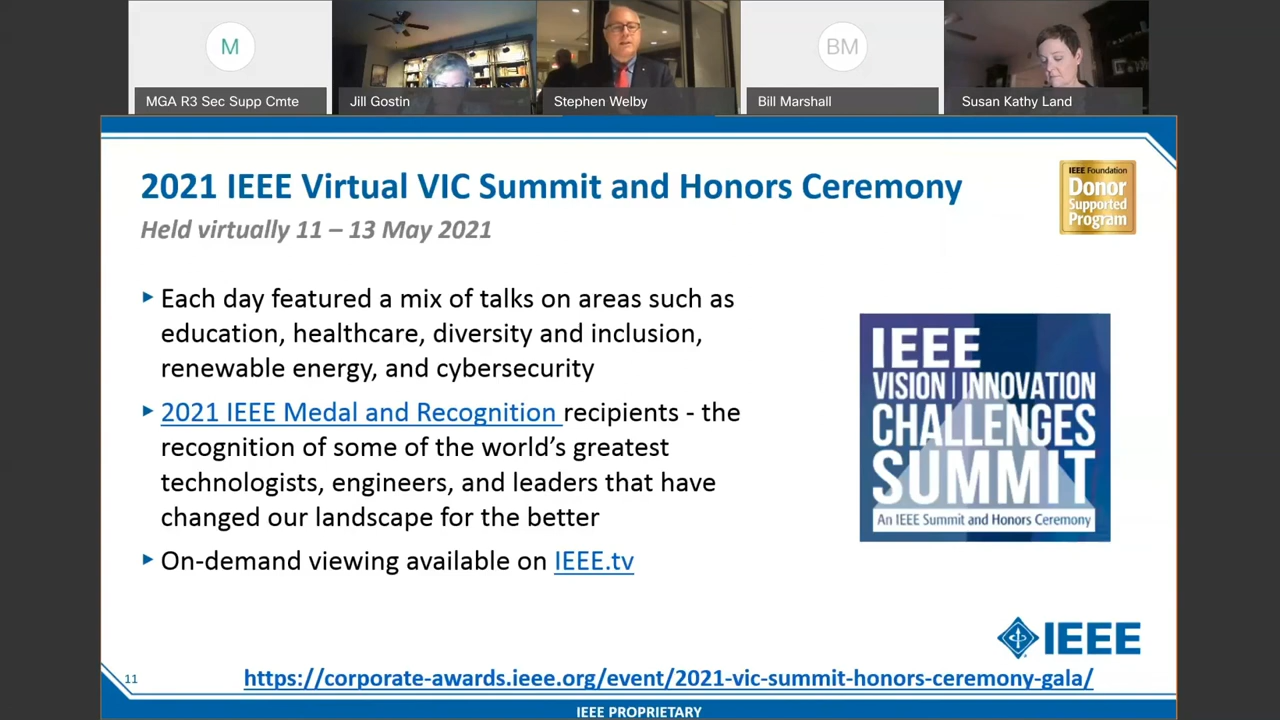 M
BM
MGA R3 Sec Supp Cmte
Jill Gostin
Stephen Welby
Bill Marshall
Susan Kathy Land
2021 IEEE Virtual VIC Summit and Honors Ceremony
Held virtually 11 – 13 May 2021
IEEE Foundation
Donor
Supported
Program
Each day featured a mix of talks on areas such as
education, healthcare, diversity and inclusion,
renewable energy, and cybersecurity
2021 IEEE Medal and Recognition recipients - the
recognition of some of the world’s greatest
technologists, engineers, and leaders that have
changed our landscape for the better
On-demand viewing available on IEEE.tv
IEEE
VISION | INNOVATION
CHALLENGES
SUMMIT
An IEEE Summit and Honors Ceremony
IEEE
11
https://corporate-awards.ieee.org/event/2021-vic-summit-honors-ceremony-gala/
IEEE PROPRIETARY